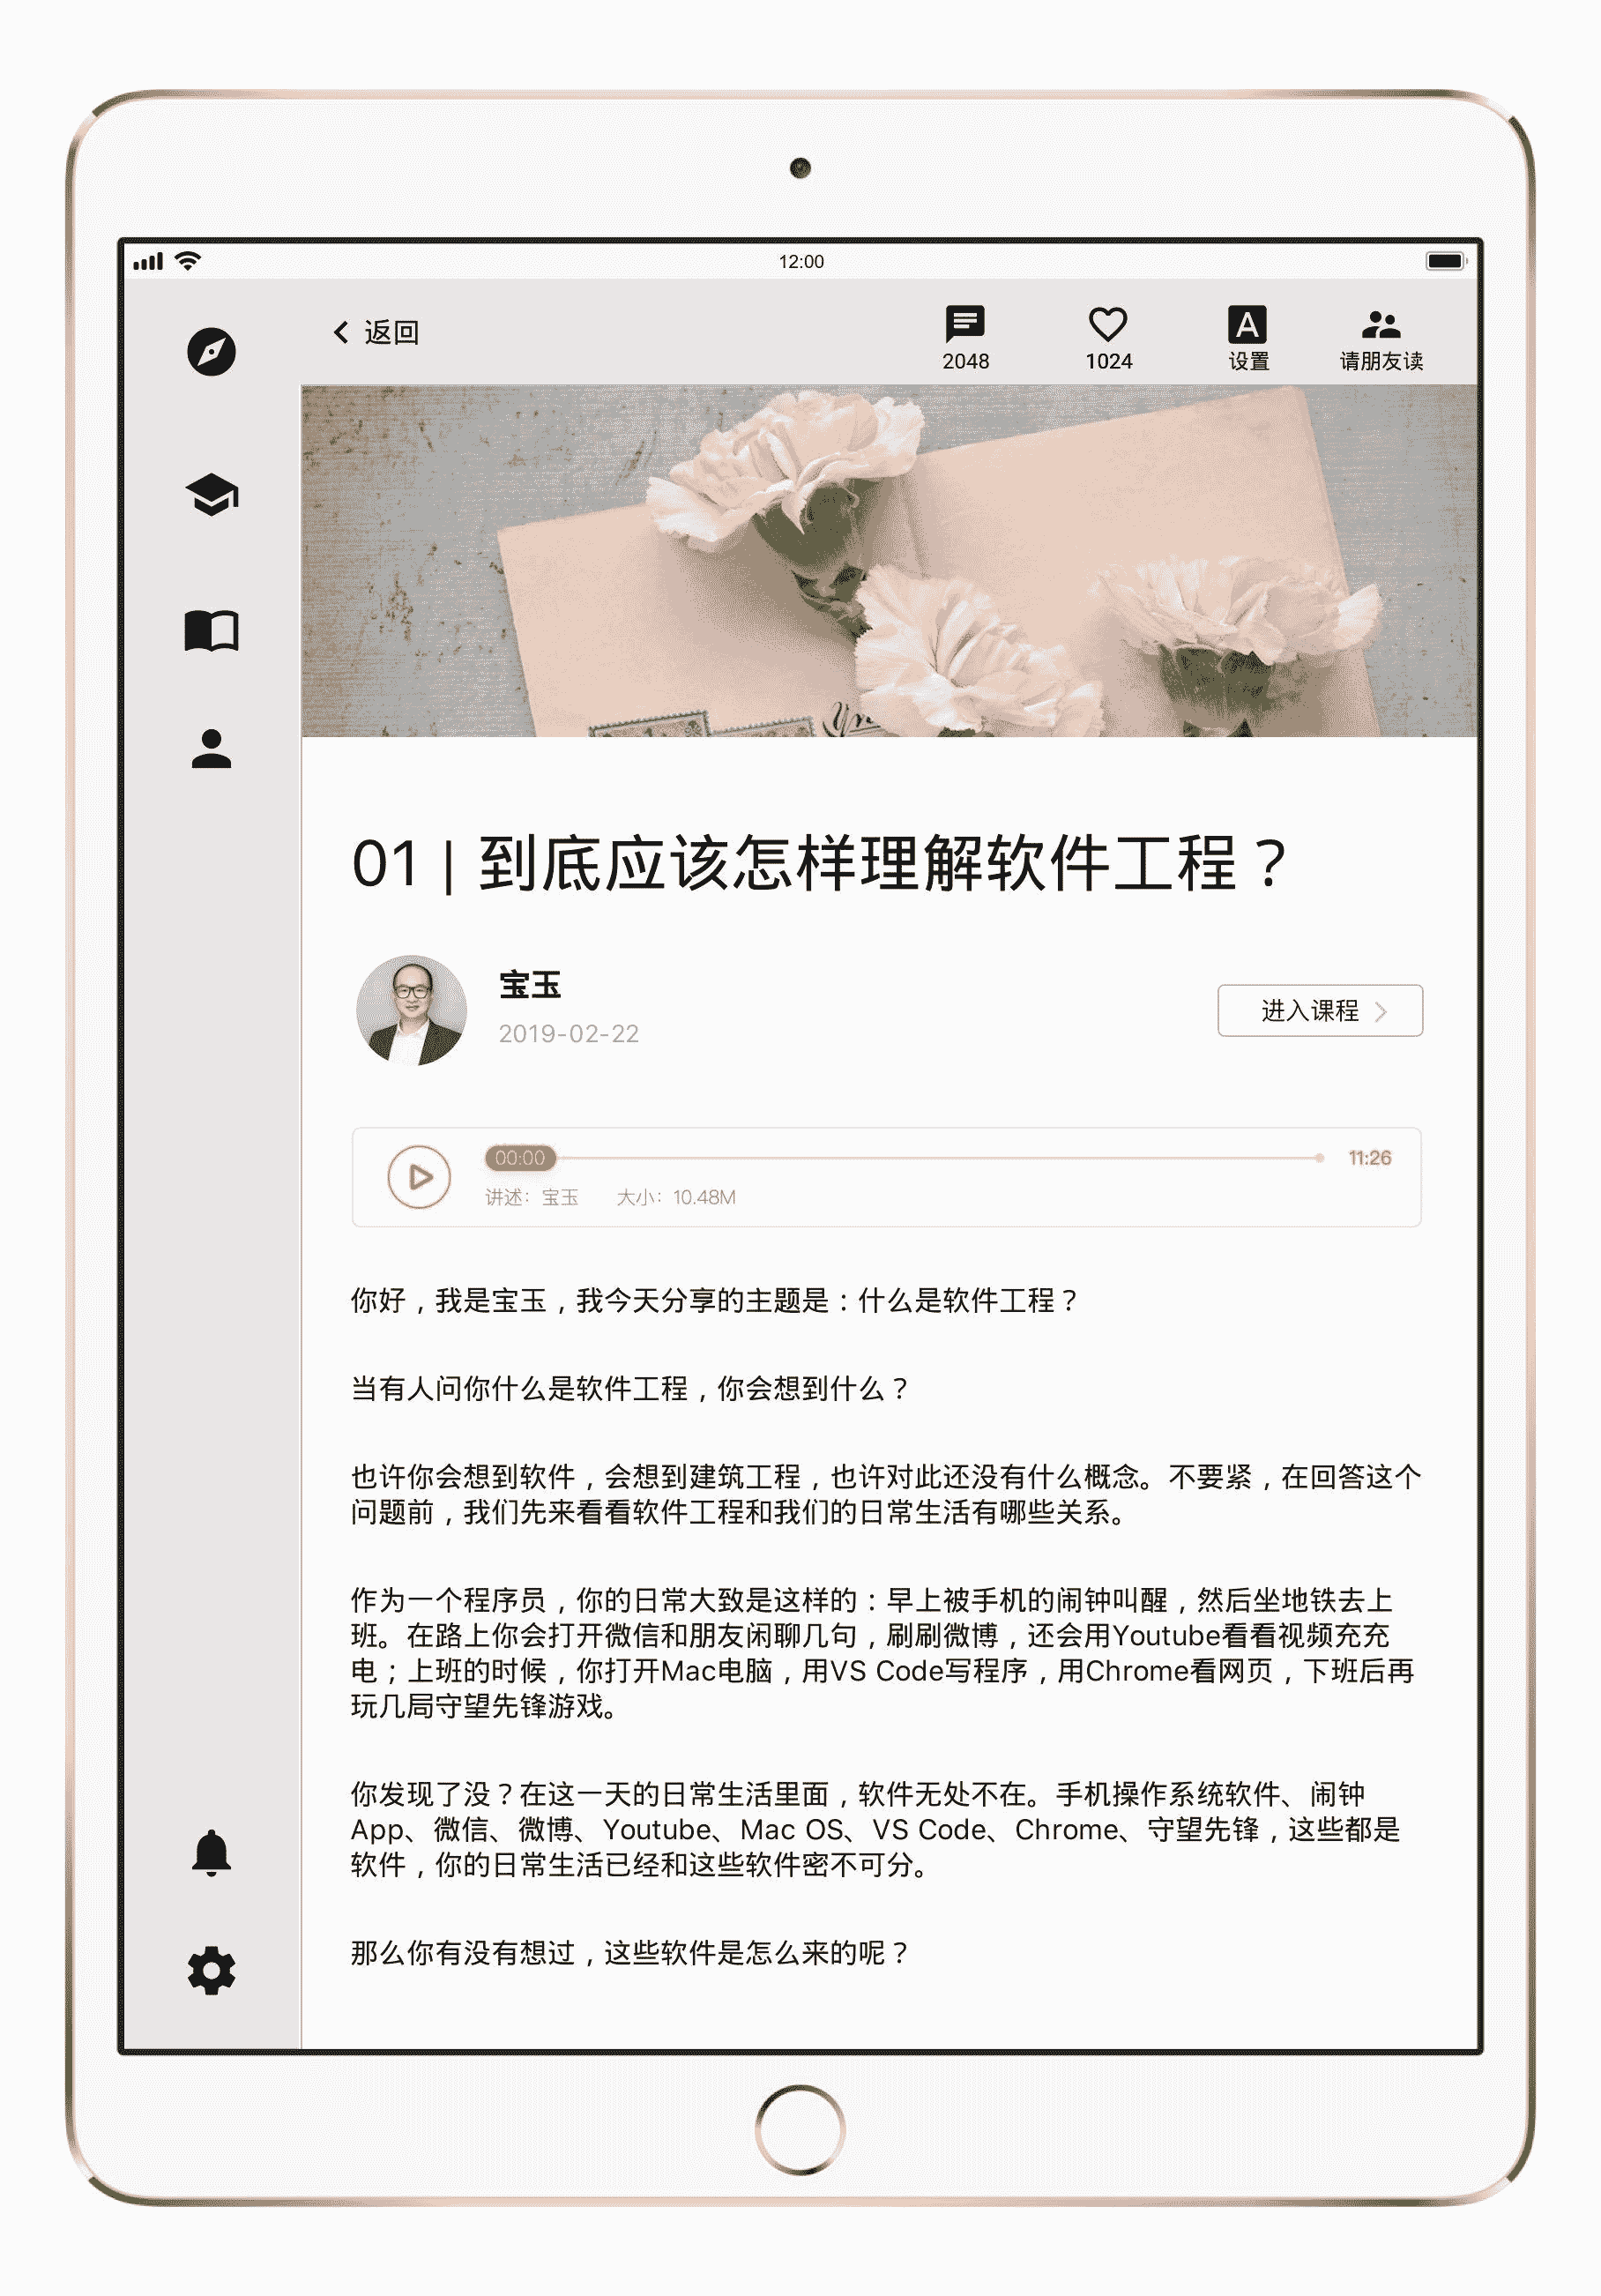 12:00
返回
2048
1024
设置
请朋友读
01 | 到底应该怎样理解软件工程？
宝玉
2019-02-22
进入课程
00:00
11:26
讲述：宝玉 大小：10.48M
你好，我是宝玉，我今天分享的主题是：什么是软件工程？
当有人问你什么是软件工程，你会想到什么？
也许你会想到软件，会想到建筑工程，也许对此还没有什么概念。不要紧，在回答这个
问题前，我们先来看看软件工程和我们的日常生活有哪些关系。
作为一个程序员，你的日常大致是这样的：早上被手机的闹钟叫醒，然后坐地铁去上
班。在路上你会打开微信和朋友闲聊几句，刷刷微博，还会用Youtube看看视频充充
电；上班的时候，你打开Mac电脑，用VS Code写程序，用Chrome看网页，下班后再
玩几局守望先锋游戏。
你发现了没？在这一天的日常生活里面，软件无处不在。手机操作系统软件、闹钟
App、微信、微博、Youtube、Mac OS、VS Code、Chrome、守望先锋，这些都是
软件，你的日常生活已经和这些软件密不可分。
那么你有没有想过，这些软件是怎么来的呢？